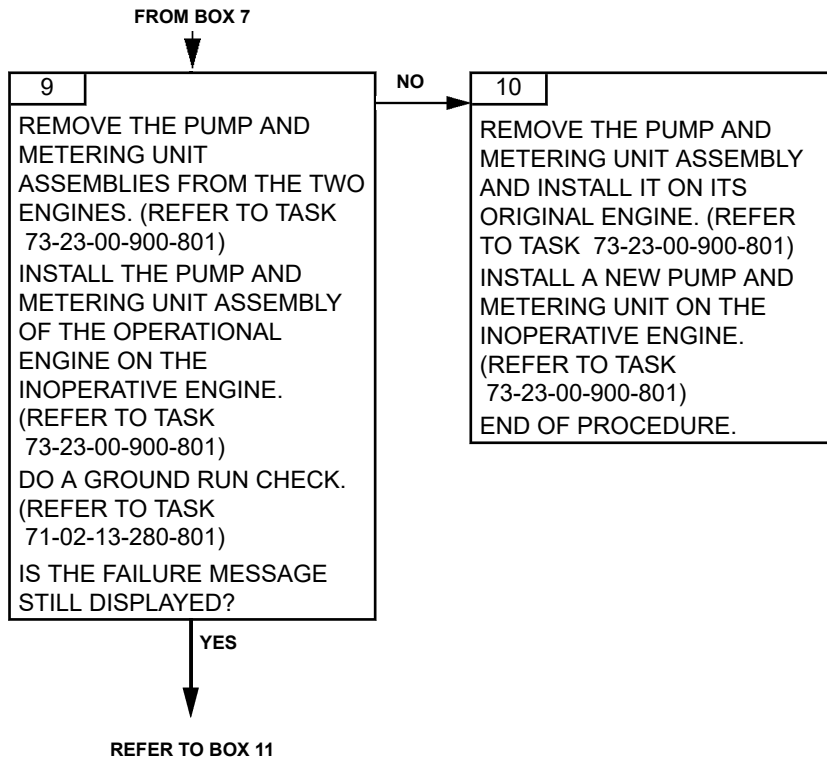 FROM BOX 7
9
REMOVE THE PUMP AND
METERING UNIT
ASSEMBLIES FROM THE TWO
ENGINES. (REFER TO TASK
73-23-00-900-801)
INSTALL THE PUMP AND
METERING UNIT ASSEMBLY
OF THE OPERATIONAL
ENGINE ON THE
INOPERATIVE ENGINE.
(REFER TO TASK
73-23-00-900-801)
DO A GROUND RUN CHECK.
(REFER TO TASK
71-02-13-280-801)
IS THE FAILURE MESSAGE
STILL DISPLAYED?
NO
10
REMOVE THE PUMP AND
METERING UNIT ASSEMBLY
AND INSTALL IT ON ITS
ORIGINAL ENGINE. (REFER
TO TASK 73-23-00-900-801)
INSTALL A NEW PUMP AND
METERING UNIT ON THE
INOPERATIVE ENGINE.
(REFER TO TASK
73-23-00-900-801)
END OF PROCEDURE.
YES
REFER TO BOX 11